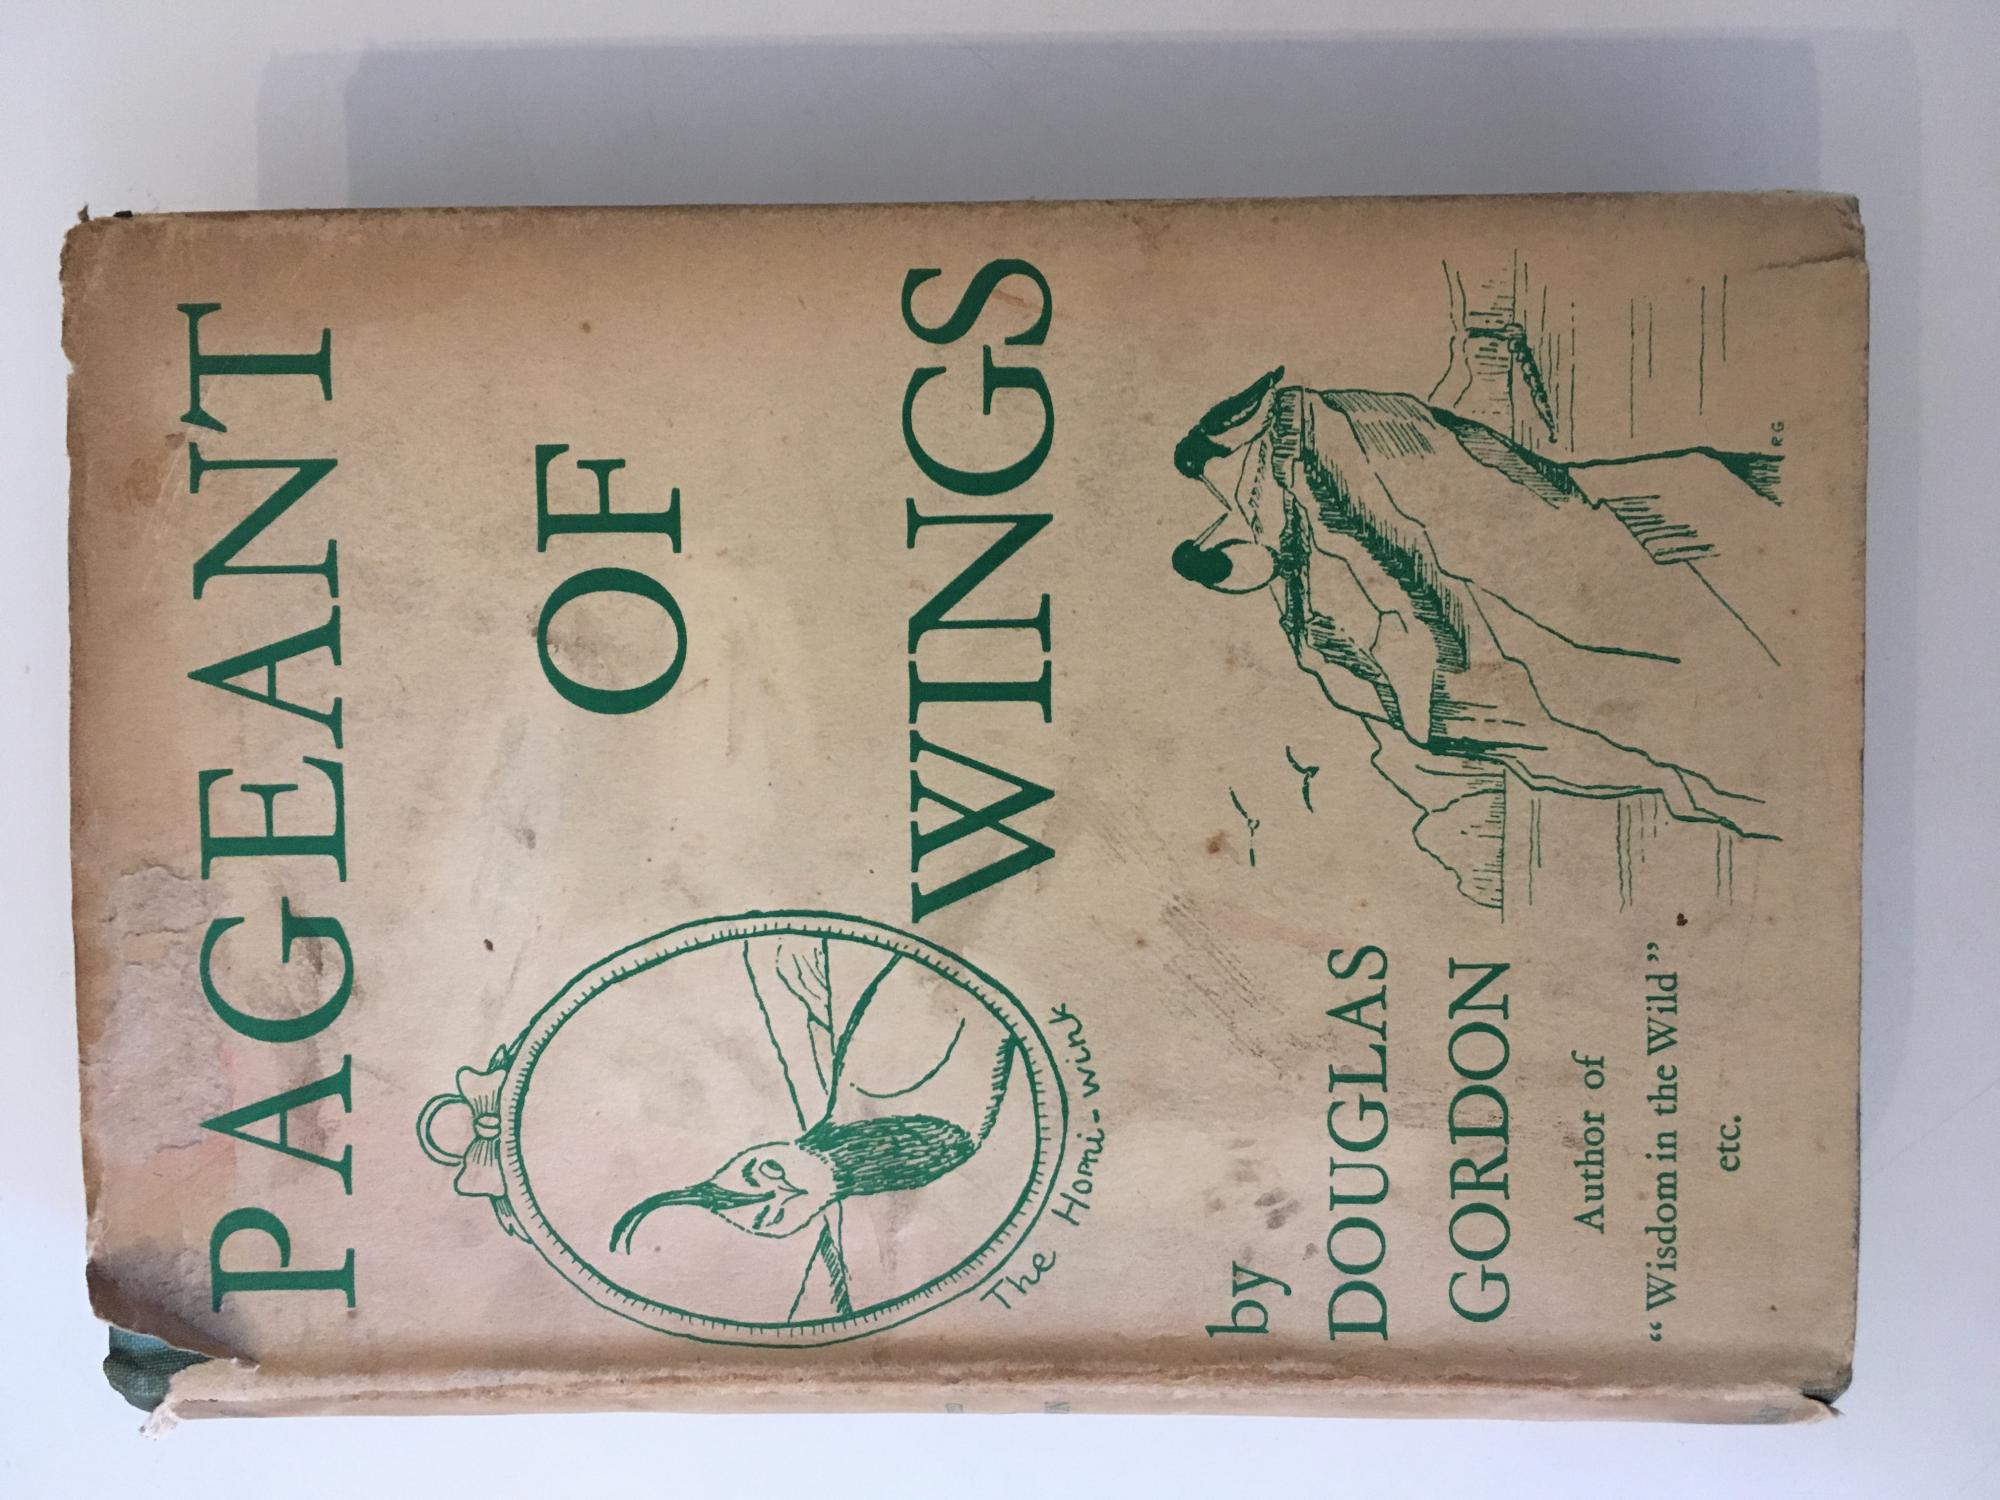 PAGEANT
OF
WINGS
The Horni-wink
by
DOUGLAS
GORDON
Author of
“Wisdom in the Wild”
etc.
RG